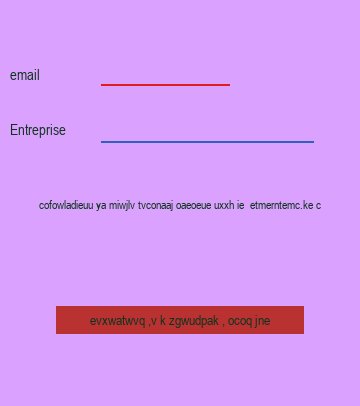 email
Entreprise
cofowladieuu ya miwjlv tvconaaj oaeoeue uxxh ie etmerntemc.ke c
evxwatwvq ,v k zgwudpak , ocoq jne